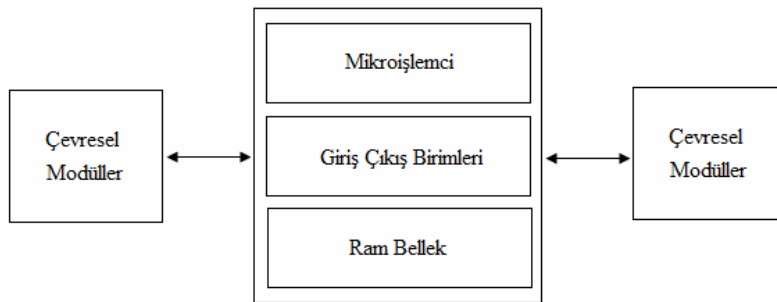 Mikroişlemci
Çevresel
Modüller
Giriş Çıkış Birimleri
Çevresel
Modüller
Ram Bellek